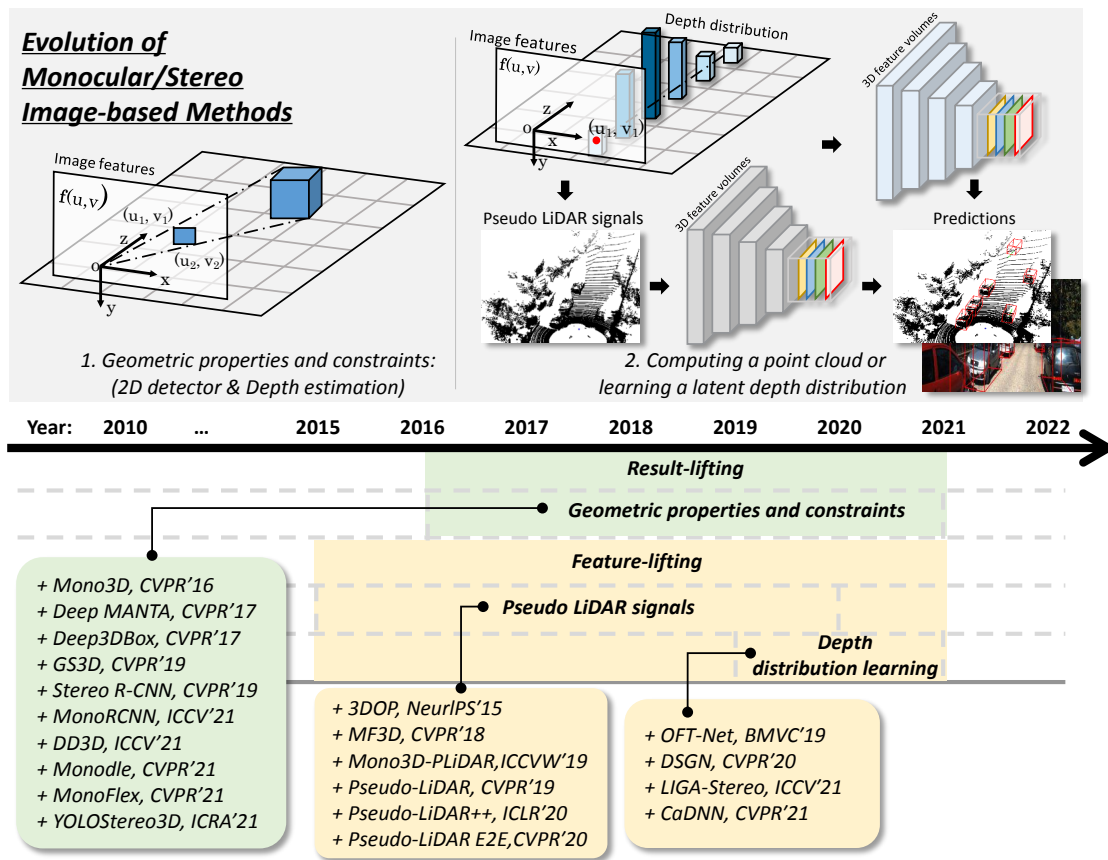 Evolution of
Monocular/Stereo
Image-based Methods
Image features
f(u,v)
(u₁, v₁)
(u₂, v₂)
z
o
x
y
1. Geometric properties and constraints:
(2D detector & Depth estimation)
Depth distribution
Image features
f(u,v)
z
o
x
y
(u₁, v₁)
3D feature volumes
Pseudo LiDAR signals
3D feature volumes
Predictions
2. Computing a point cloud or
learning a latent depth distribution
Year: 2010 ... 2015 2016 2017 2018 2019 2020 2021 2022
Result-lifting
Geometric properties and constraints
Feature-lifting
Pseudo LiDAR signals
Depth
distribution learning
+ Mono3D, CVPR'16
+ Deep MANTA, CVPR'17
+ Deep3DBox, CVPR'17
+ GS3D, CVPR'19
+ Stereo R-CNN, CVPR'19
+ MonoRCNN, ICCV'21
+ DD3D, ICCV'21
+ Monodle, CVPR'21
+ MonoFlex, CVPR'21
+ YOLOStereo3D, ICRA'21
+ 3DOP, NeurIPS'15
+ MF3D, CVPR'18
+ Mono3D-PLiDAR,ICCVW'19
+ Pseudo-LiDAR, CVPR'19
+ Pseudo-LiDAR++, ICLR'20
+ Pseudo-LiDAR E2E,CVPR'20
+ OFT-Net, BMVC'19
+ DSGN, CVPR'20
+ LIGA-Stereo, ICCV'21
+ CaDNN, CVPR'21